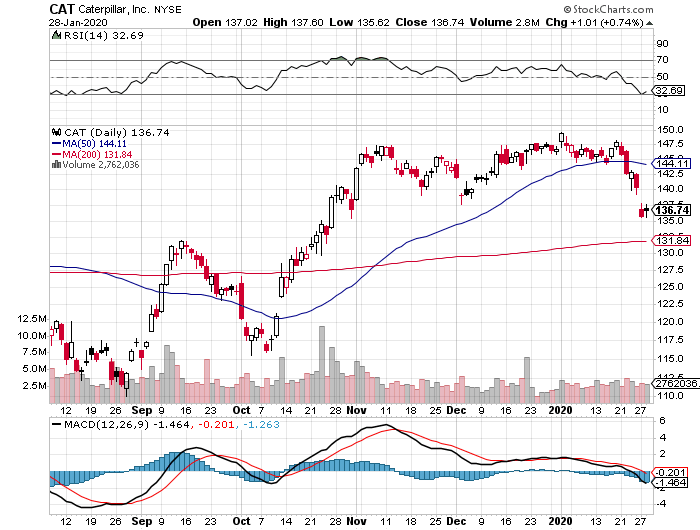 CAT Caterpillar, Inc. NYSE © StockCharts.com
28-Jan-2020 Open 137.02 High 137.60 Low 135.62 Close 136.74 Volume 2.8M Chg +1.01 (+0.74%)
RSI(14) 32.69
90
70
50
32.69
30
10
CAT (Daily) 136.74
MA(50) 144.11
MA(200) 131.84
Volume 2,762,036
150.0
147.5
144.11
142.5
140.0
136.74
135.0
131.84
130.0
127.5
125.0
122.5
120.0
117.5
115.0
110.0
12.5M
10.0M
7.5M
5.0M
2.5M
2762036
12 19 26 Sep 9 16 23 Oct 7 14 21 28 Nov 11 18 25 Dec 9 16 23 2020 13 21 27
MACD(12,26,9) -1.464, -0.201, -1.263
6
4
2
-0.201
-1.464
-4
12 19 26 Sep 9 16 23 Oct 7 14 21 28 Nov 11 18 25 Dec 9 16 23 2020 13 21 27